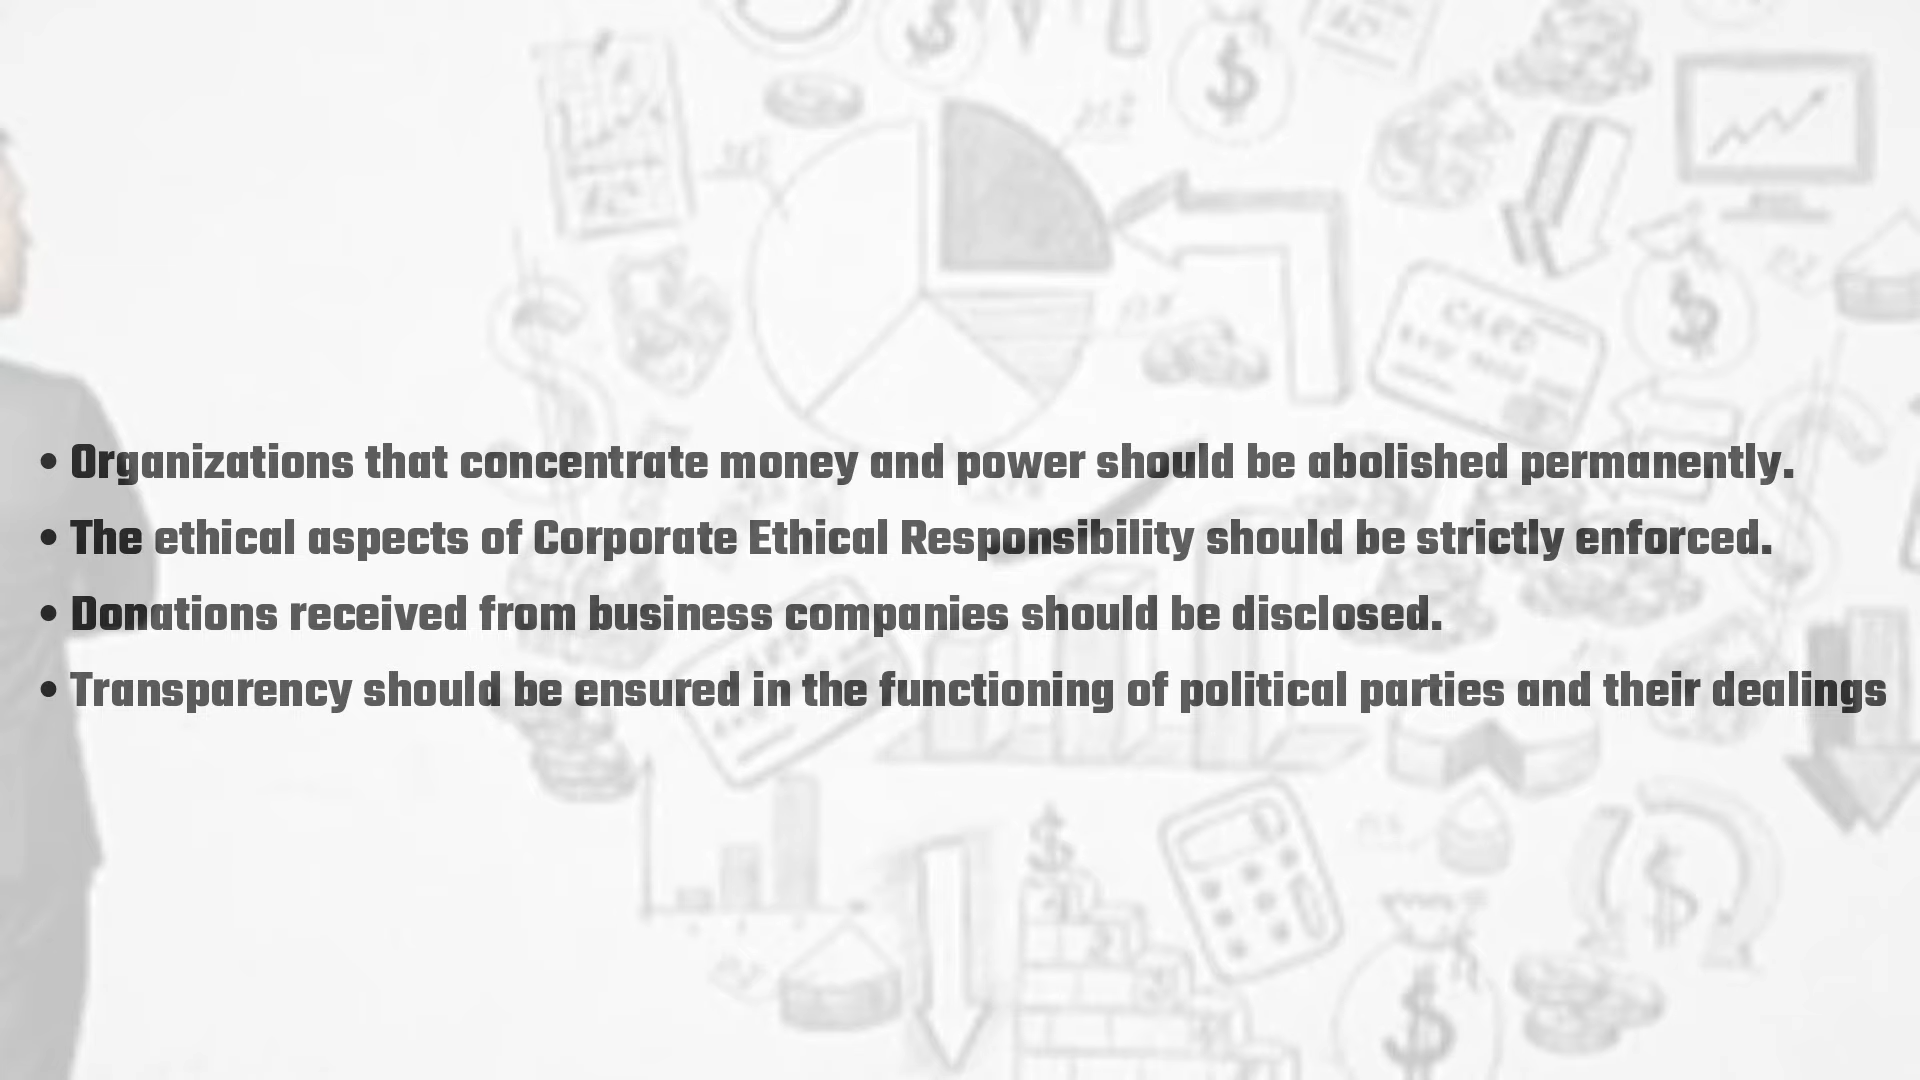 • Organizations that concentrate money and power should be abolished permanently.
• The ethical aspects of Corporate Ethical Responsibility should be strictly enforced.
• Donations received from business companies should be disclosed.
• Transparency should be ensured in the functioning of political parties and their dealings